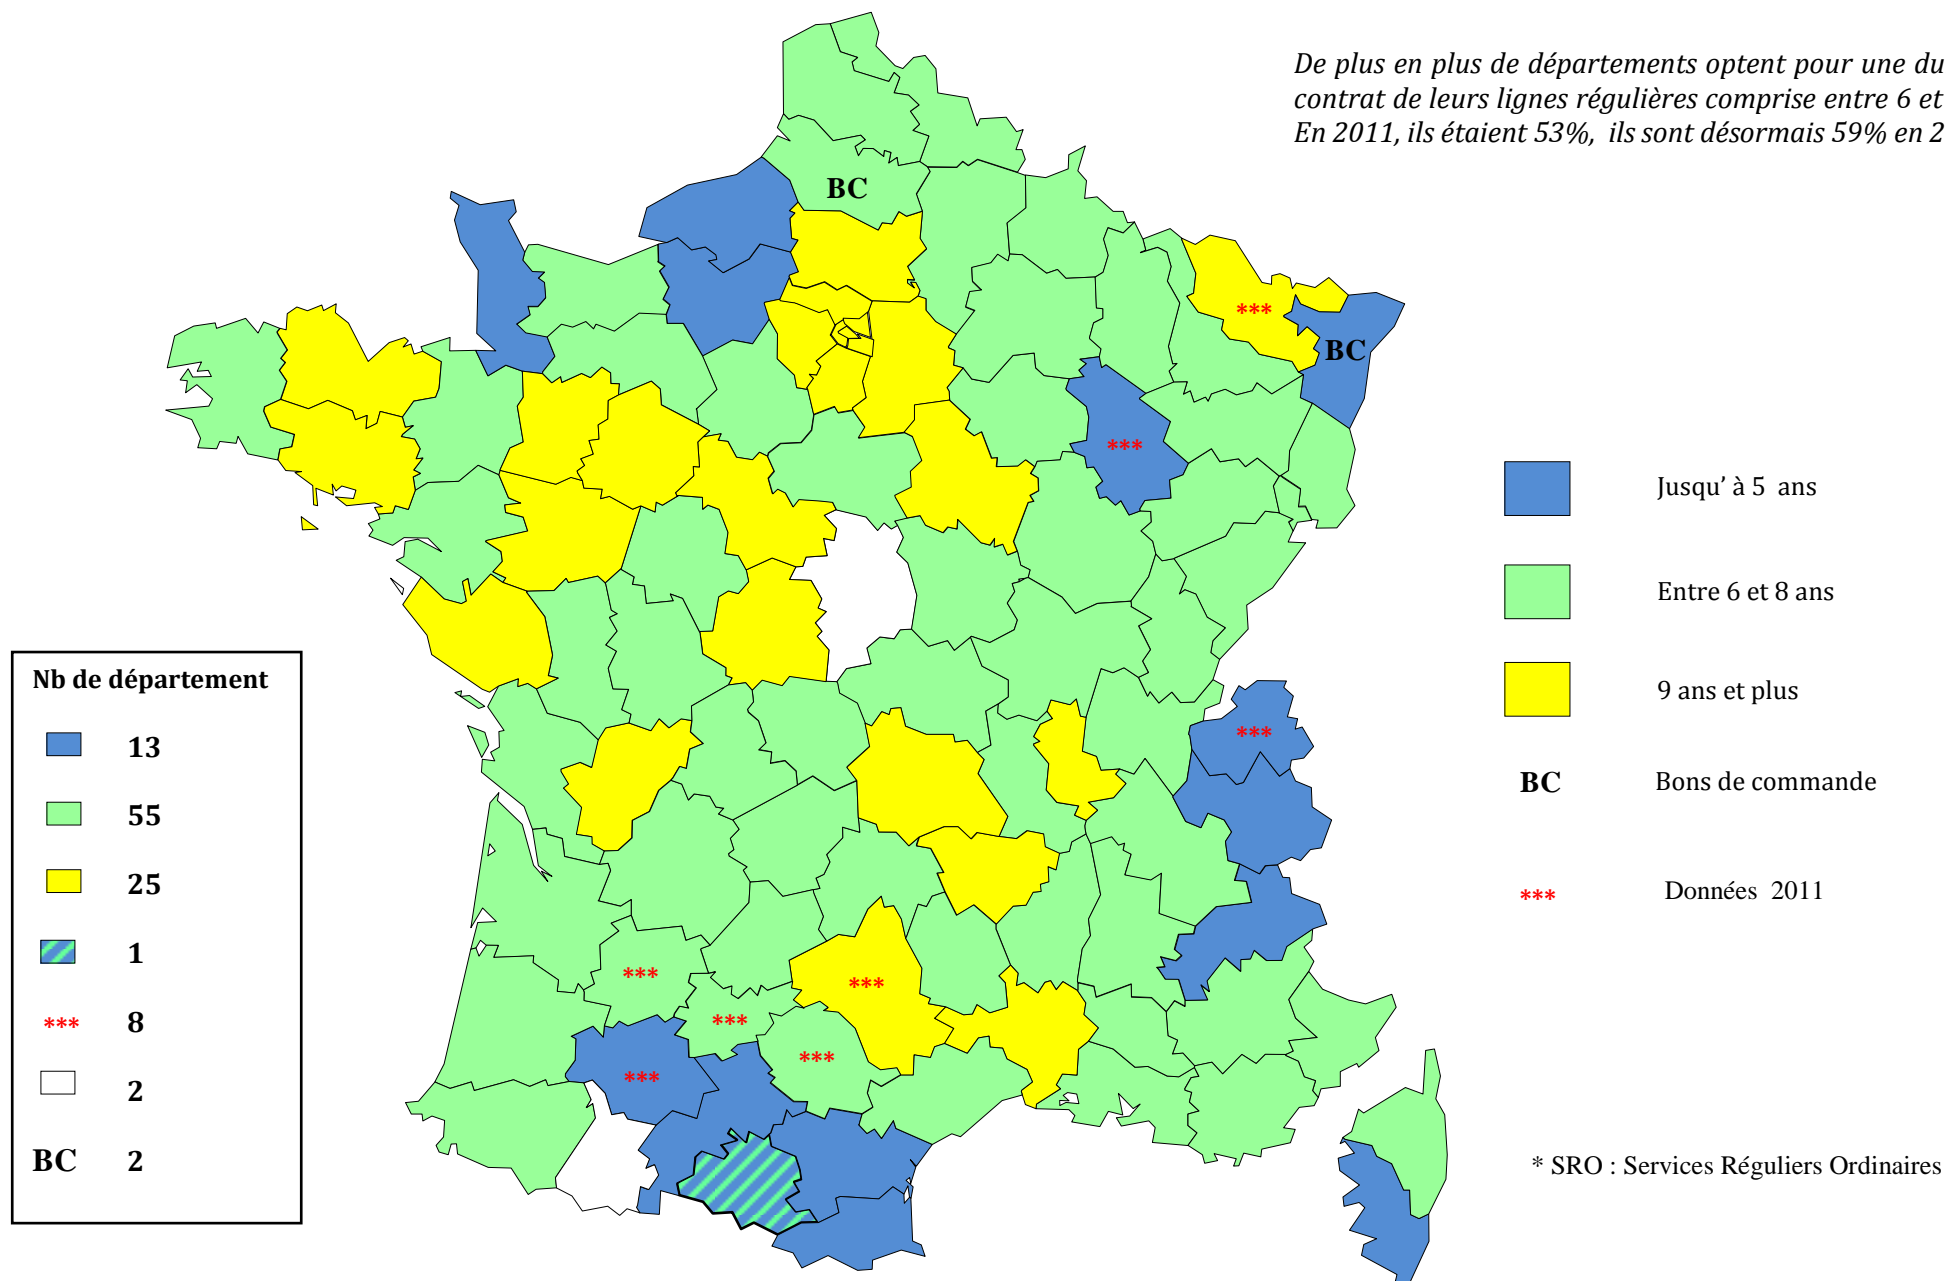 De plus en plus de départements optent pour une du
contrat de leurs lignes régulières comprise entre 6 et
En 2011, ils étaient 53%, ils sont désormais 59% en 2
BC
***
BC
***
***
***
***
***
***
***
Jusqu' à 5 ans
Entre 6 et 8 ans
9 ans et plus
BC Bons de commande
*** Données 2011
Nb de département
13
55
25
1
*** 8
2
BC 2
* SRO : Services Réguliers Ordinaires